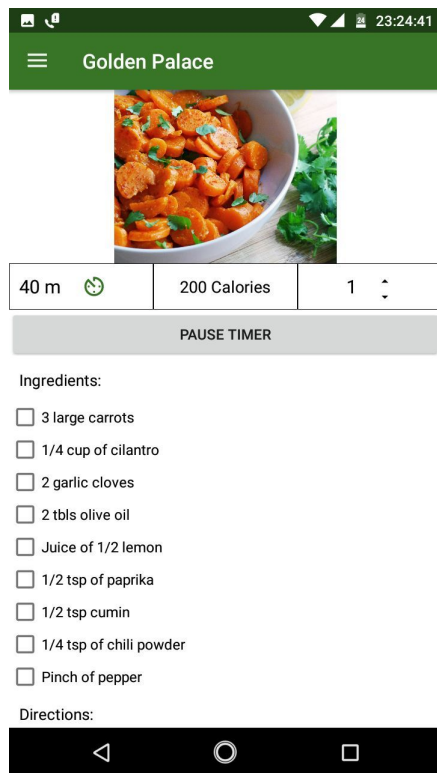 24 23:24:41
Golden Palace
40 m 200 Calories 1
PAUSE TIMER
Ingredients:
3 large carrots
1/4 cup of cilantro
2 garlic cloves
2 tbls olive oil
Juice of 1/2 lemon
1/2 tsp of paprika
1/2 tsp cumin
1/4 tsp of chili powder
Pinch of pepper
Directions: